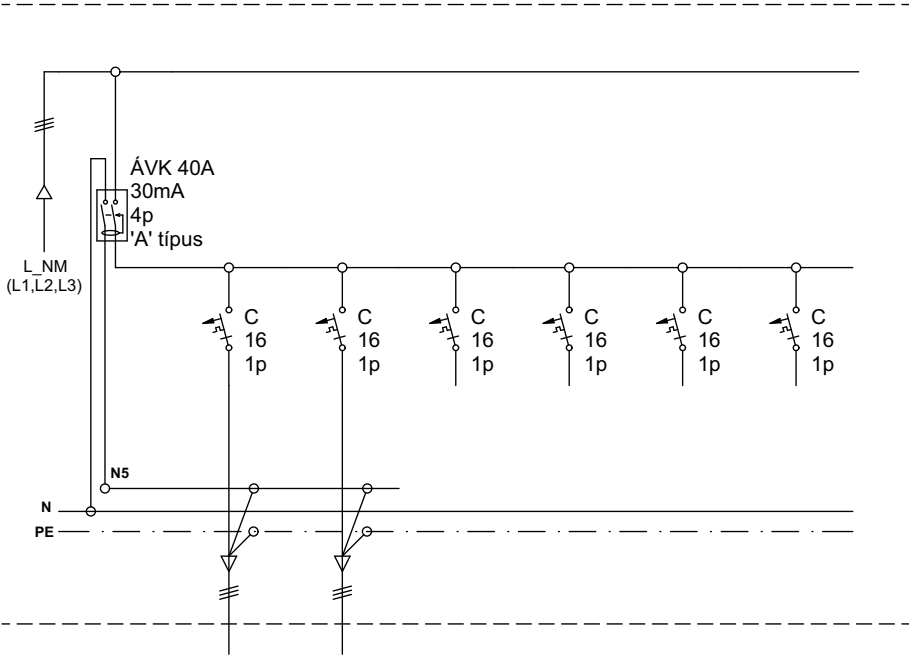 ÁVK 40A
30mA
4p
'A' típus
L_NM
(L1,L2,L3)
C
16
1p
C
16
1p
C
16
1p
C
16
1p
C
16
1p
C
16
1p
N5
N
PE